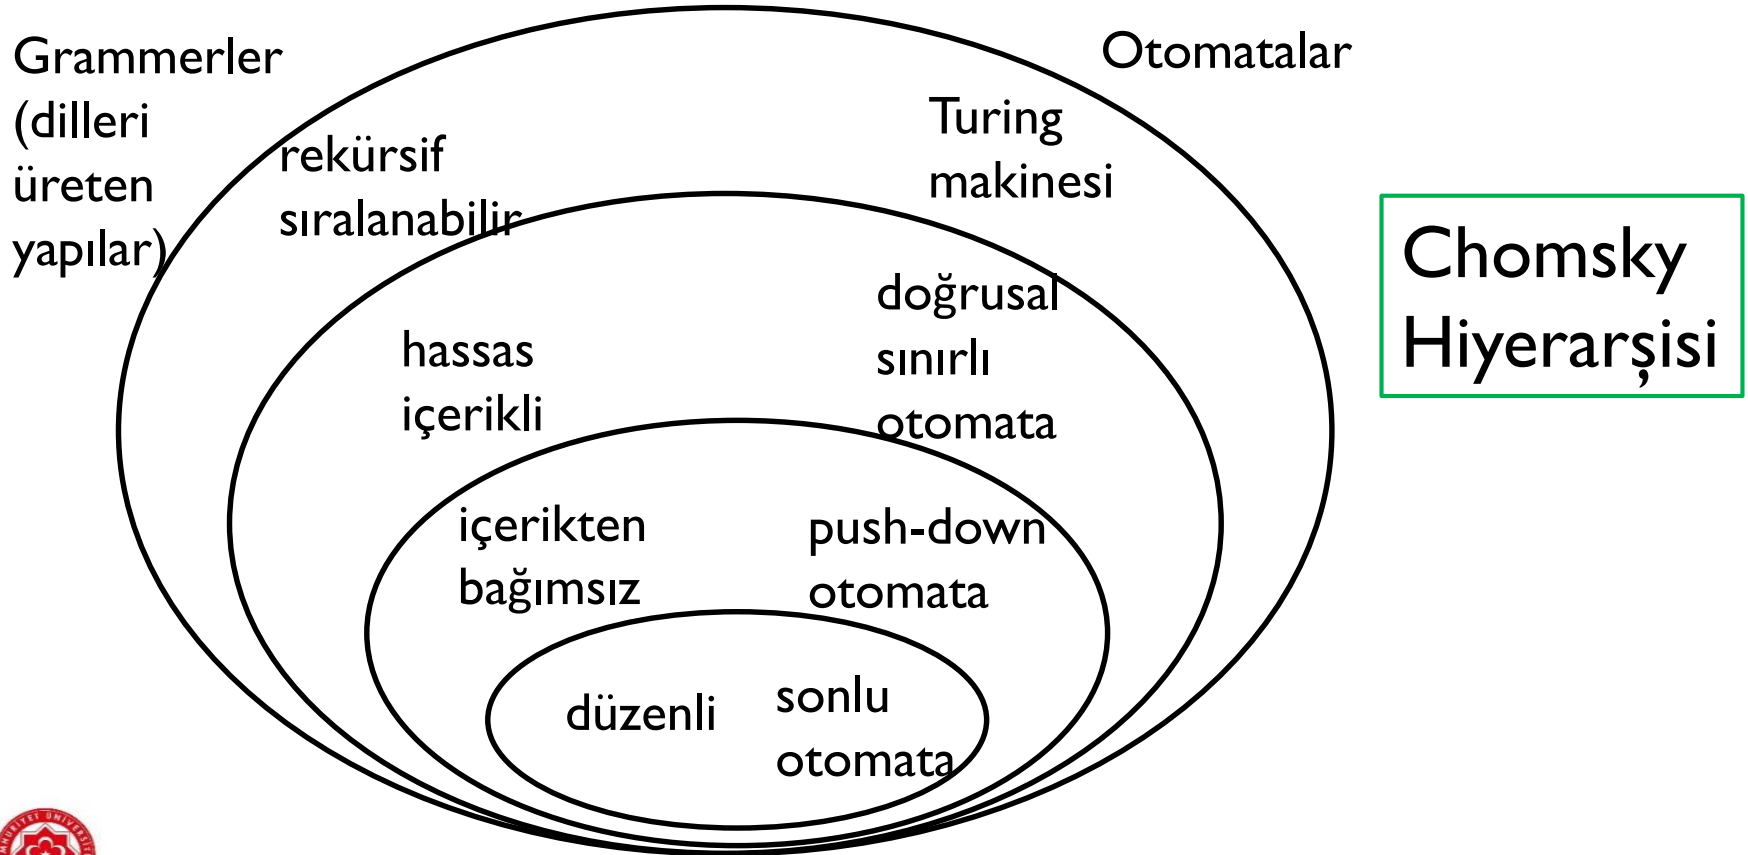 Grammerler
(dilleri
üreten
yapılar)
Otomatalar
rekürsif
sıralanabilir
Turing
makinesi
Chomsky
Hiyerarşisi
hassas
içerikli
doğrusal
sınırlı
otomata
içerikten
bağımsız
push-down
otomata
düzenli
sonlu
otomata